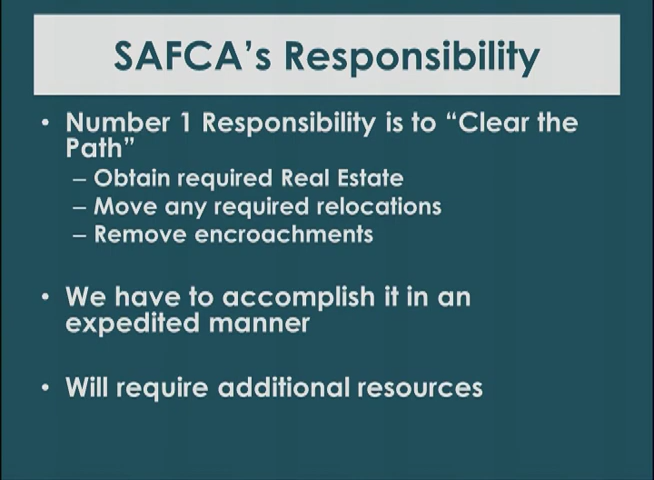 SAFCA's Responsibility
• Number 1 Responsibility is to “Clear the
Path”
– Obtain required Real Estate
– Move any required relocations
– Remove encroachments
• We have to accomplish it in an
expedited manner
• Will require additional resources